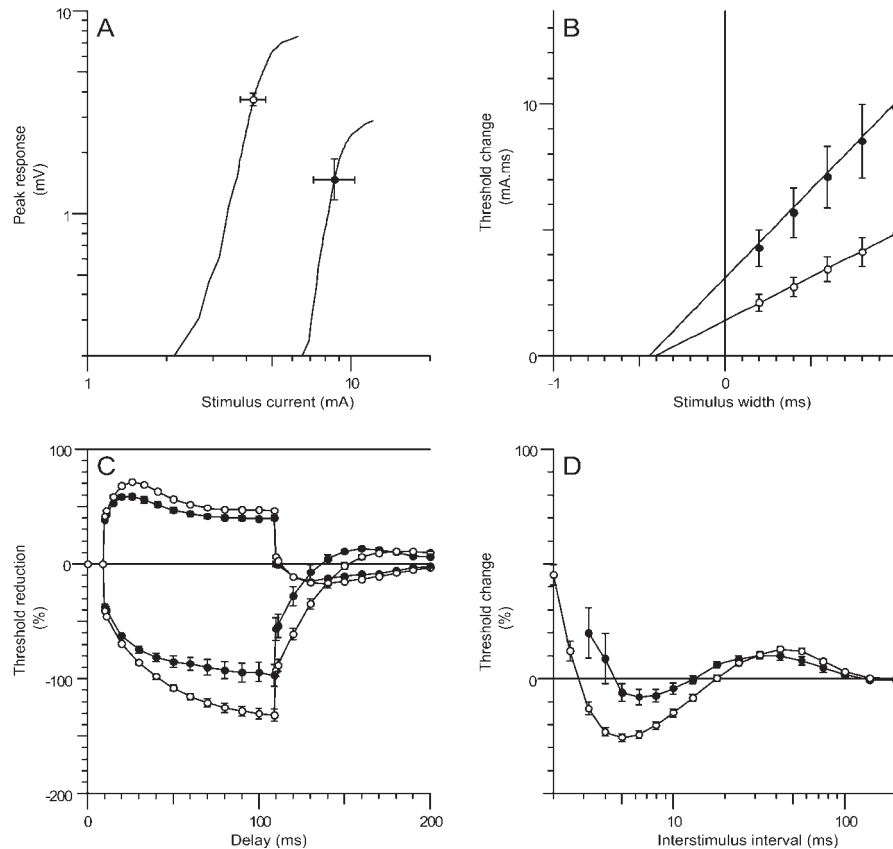 A
10
1
Peak response
(mV)
1
10
Stimulus current (mA)
B
10
0
Threshold change
(mA.ms)
-1
0
Stimulus width (ms)
C
100
0
-100
-200
Threshold reduction
(%)
0
100
200
Delay (ms)
D
100
0
Threshold change
(%)
10
100
Interstimulus interval (ms)